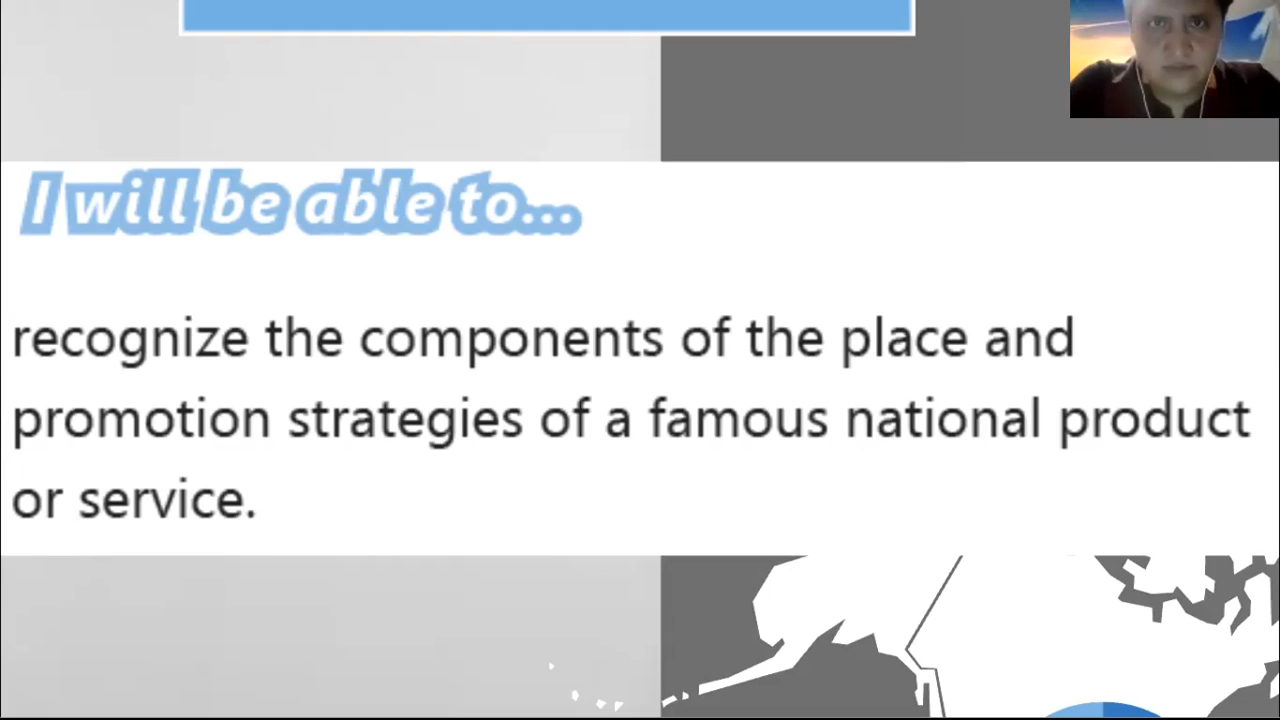 I will be able to...
recognize the components of the place and
promotion strategies of a famous national product
or service.